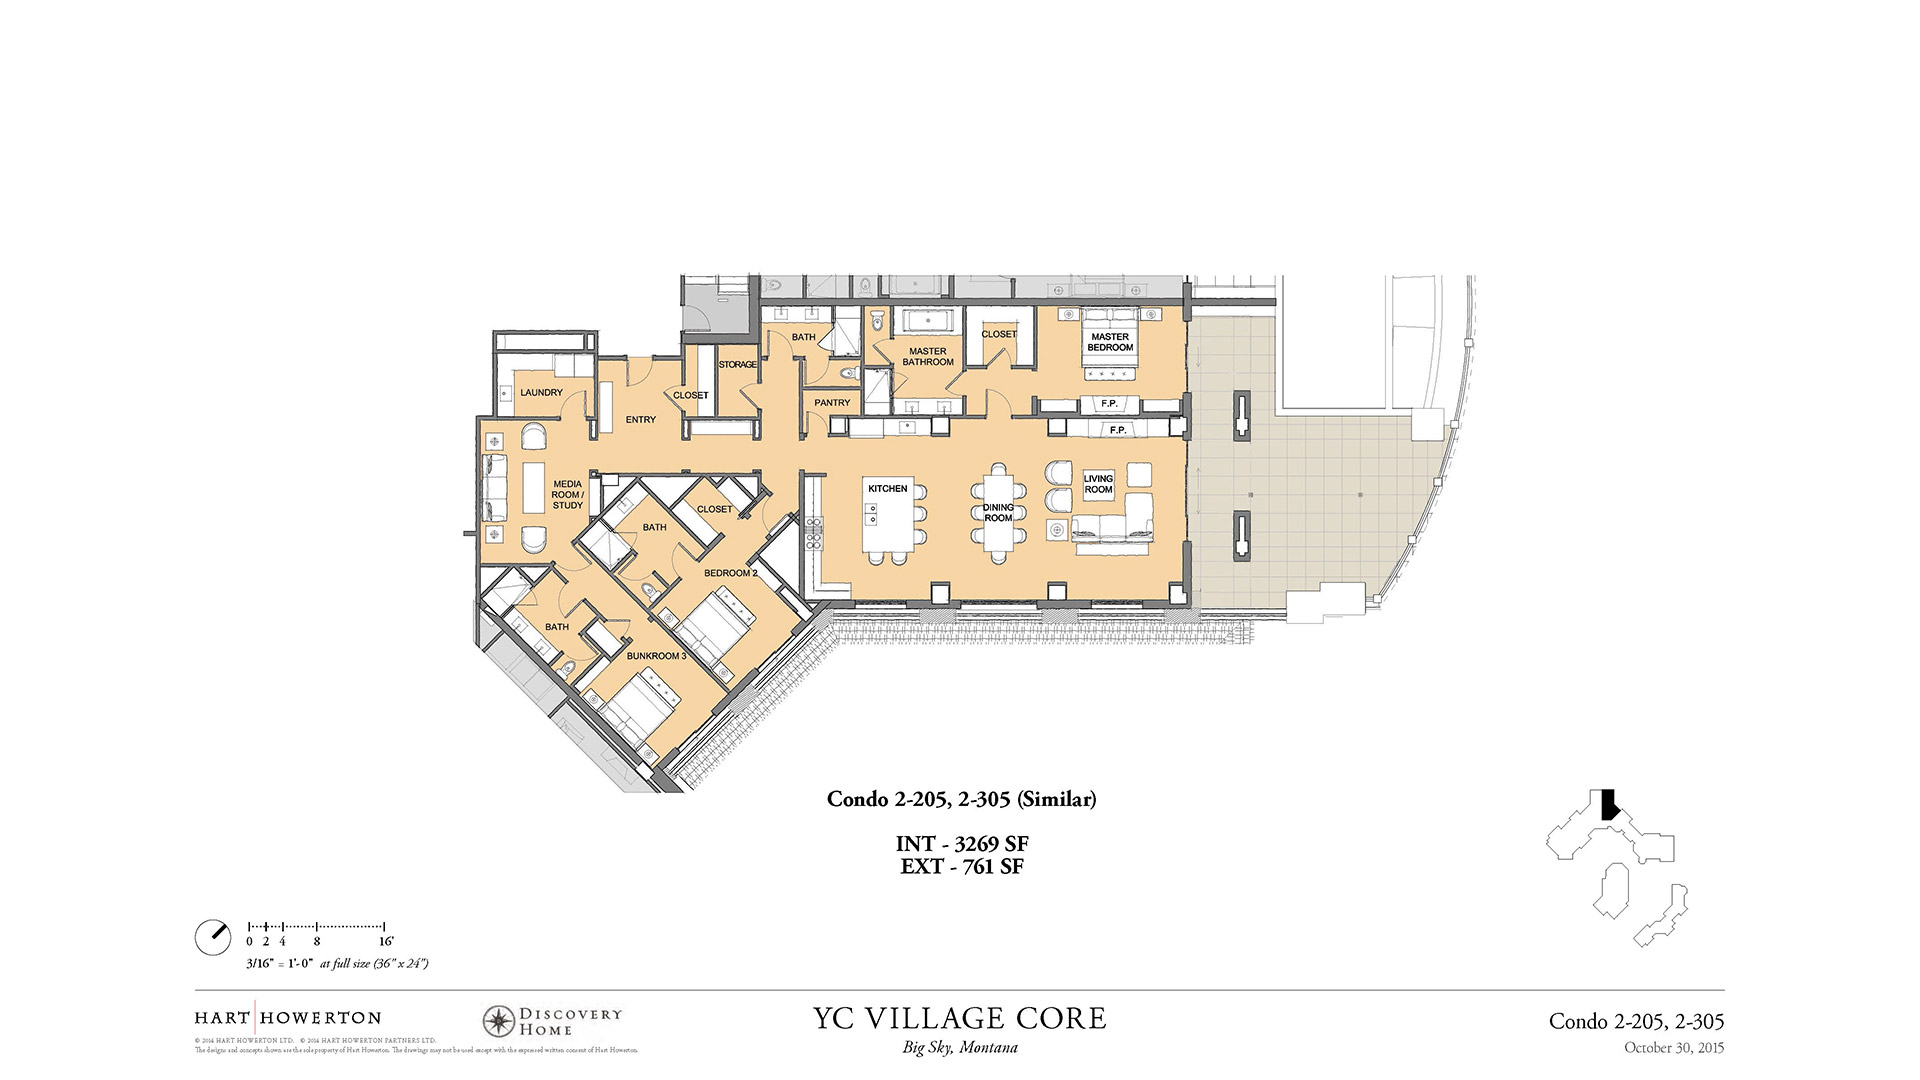 BATH
STORAGE
MASTER
BATHROOM
CLOSET
MASTER
BEDROOM
LAUNDRY
ENTRY
CLOSET
PANTRY
F.P.
F.P.
MEDIA
ROOM /
STUDY
BATH
CLOSET
KITCHEN
DINING
ROOM
LIVING
ROOM
BEDROOM 2
BATH
BUNKROOM 3
Condo 2-205, 2-305 (Similar)
INT - 3269 SF
EXT - 761 SF
0 2 4 8 16'
3/16" = 1'-0" at full size (36" x 24")
HART HOWERTON
DISCOVERY
HOME
YC VILLAGE CORE
Big Sky, Montana
Condo 2-205, 2-305
October 30, 2015
© 2014 HART HOWERTON LTD. © 2014 HART HOWERTON PARTNERS LTD.
The designs and concepts shown are the sole property of Hart Howerton. The drawings may not be used except with the expressed written consent of Hart Howerton.